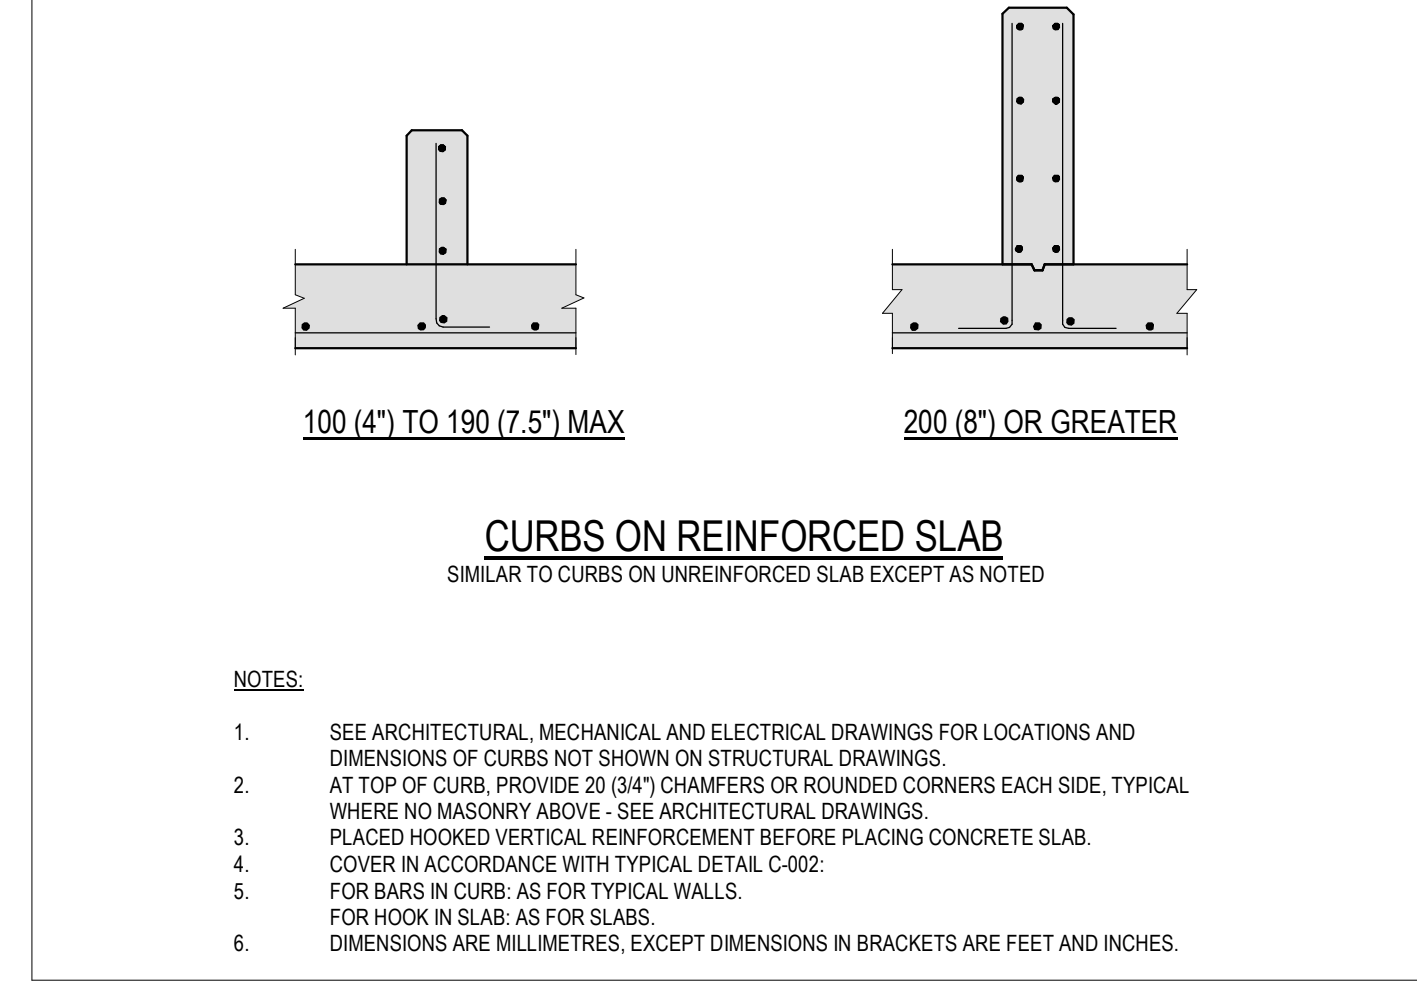 100 (4") TO 190 (7.5") MAX
200 (8") OR GREATER
CURBS ON REINFORCED SLAB
SIMILAR TO CURBS ON UNREINFORCED SLAB EXCEPT AS NOTED
NOTES:
1. SEE ARCHITECTURAL, MECHANICAL AND ELECTRICAL DRAWINGS FOR LOCATIONS AND
DIMENSIONS OF CURBS NOT SHOWN ON STRUCTURAL DRAWINGS.
2. AT TOP OF CURB, PROVIDE 20 (3/4") CHAMFERS OR ROUNDED CORNERS EACH SIDE, TYPICAL
WHERE NO MASONRY ABOVE - SEE ARCHITECTURAL DRAWINGS.
3. PLACED HOOKED VERTICAL REINFORCEMENT BEFORE PLACING CONCRETE SLAB.
4. COVER IN ACCORDANCE WITH TYPICAL DETAIL C-002:
5. FOR BARS IN CURB: AS FOR TYPICAL WALLS.
FOR HOOK IN SLAB: AS FOR SLABS.
6. DIMENSIONS ARE MILLIMETRES, EXCEPT DIMENSIONS IN BRACKETS ARE FEET AND INCHES.